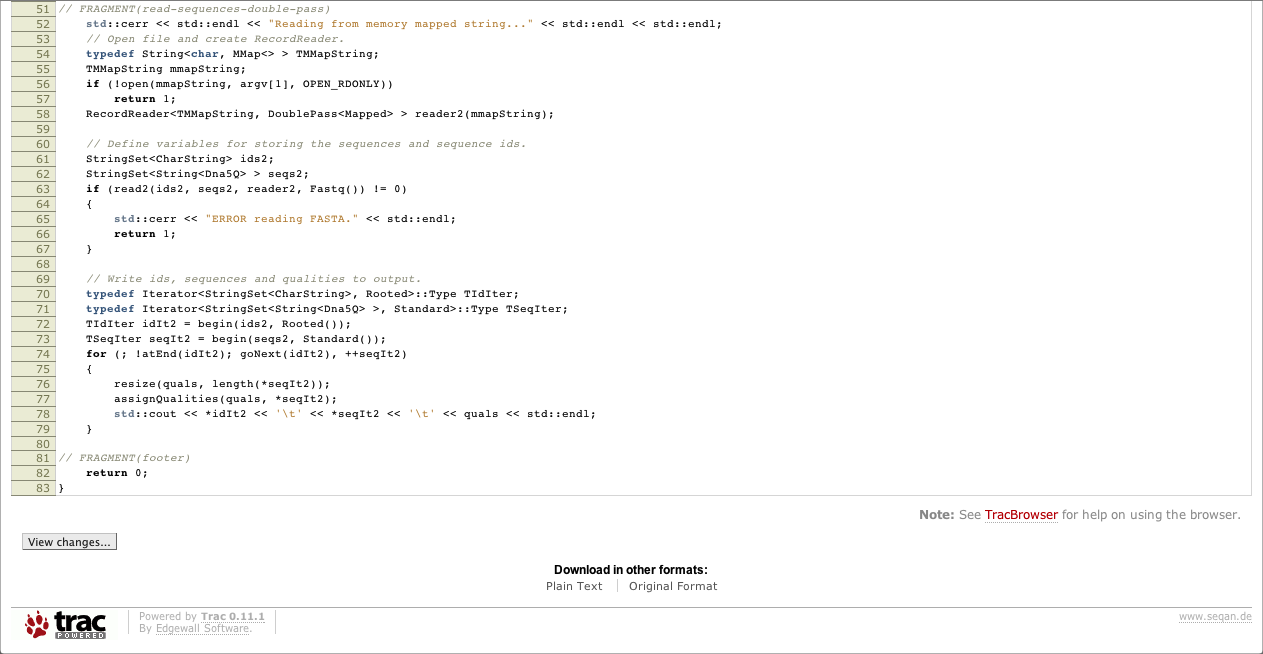 51 // FRAGMENT(read-sequences-double-pass)
52 std::cerr << std::endl << "Reading from memory mapped string..." << std::endl << std::endl;
53 // Open file and create RecordReader.
54 typedef String<char, MMap<> > TMMapString;
55 TMMapString mmapString;
56 if (!open(mmapString, argv[1], OPEN_RDONLY))
57 return 1;
58 RecordReader<TMMapString, DoublePass<Mapped> > reader2(mmapString);
59
60 // Define variables for storing the sequences and sequence ids.
61 StringSet<CharString> ids2;
62 StringSet<String<Dna5Q> > seqs2;
63 if (read2(ids2, seqs2, reader2, Fastq()) != 0)
64 {
65 std::cerr << "ERROR reading FASTA." << std::endl;
66 return 1;
67 }
68
69 // Write ids, sequences and qualities to output.
70 typedef Iterator<StringSet<CharString>, Rooted>::Type TIdIter;
71 typedef Iterator<StringSet<String<Dna5Q> >, Standard>::Type TSeqIter;
72 TIdIter idIt2 = begin(ids2, Rooted());
73 TSeqIter seqIt2 = begin(seqs2, Standard());
74 for (; !atEnd(idIt2); goNext(idIt2), ++seqIt2)
75 {
76 resize(quals, length(*seqIt2));
77 assignQualities(quals, *seqIt2);
78 std::cout << *idIt2 << '\t' << *seqIt2 << '\t' << quals << std::endl;
79 }
80
81 // FRAGMENT(footer)
82 return 0;
83 }
Note: See TracBrowser for help on using the browser.
View changes...
Download in other formats:
Plain Text
Original Format
trac
POWERED
Powered by Trac 0.11.1
By Edgewall Software.
www.seqan.de